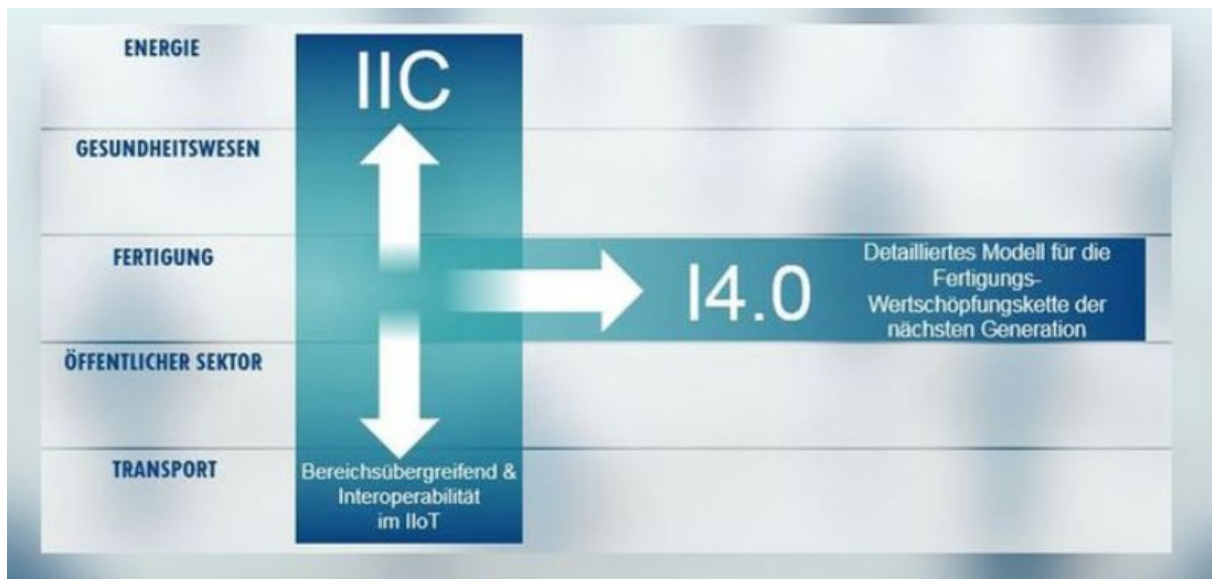 ENERGIE
IIC
GESUNDHEITSWESEN
FERTIGUNG
I4.0
Detailliertes Modell für die
Fertigungs-
Wertschöpfungskette der
nächsten Generation
ÖFFENTLICHER SEKTOR
TRANSPORT
Bereichsübergreifend &
Interoperabilität
im IIoT